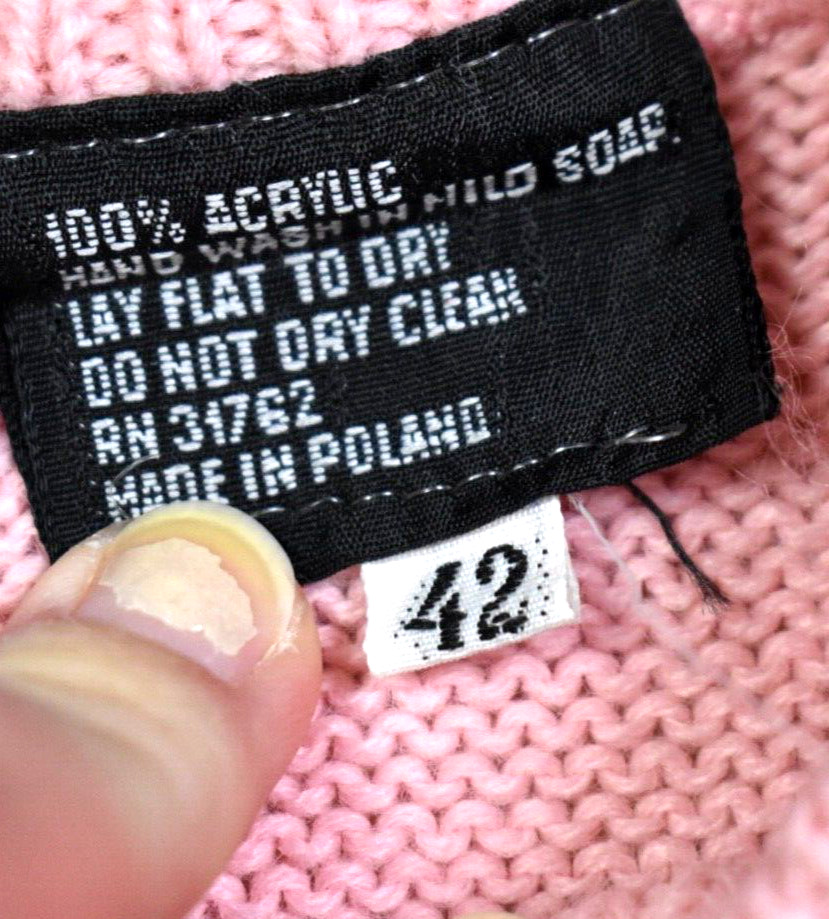 100% ACRYLIC
HAND WASH IN MILD SOAP.
LAY FLAT TO DRY
DO NOT DRY CLEAN
RN 31762
MADE IN POLAND
42